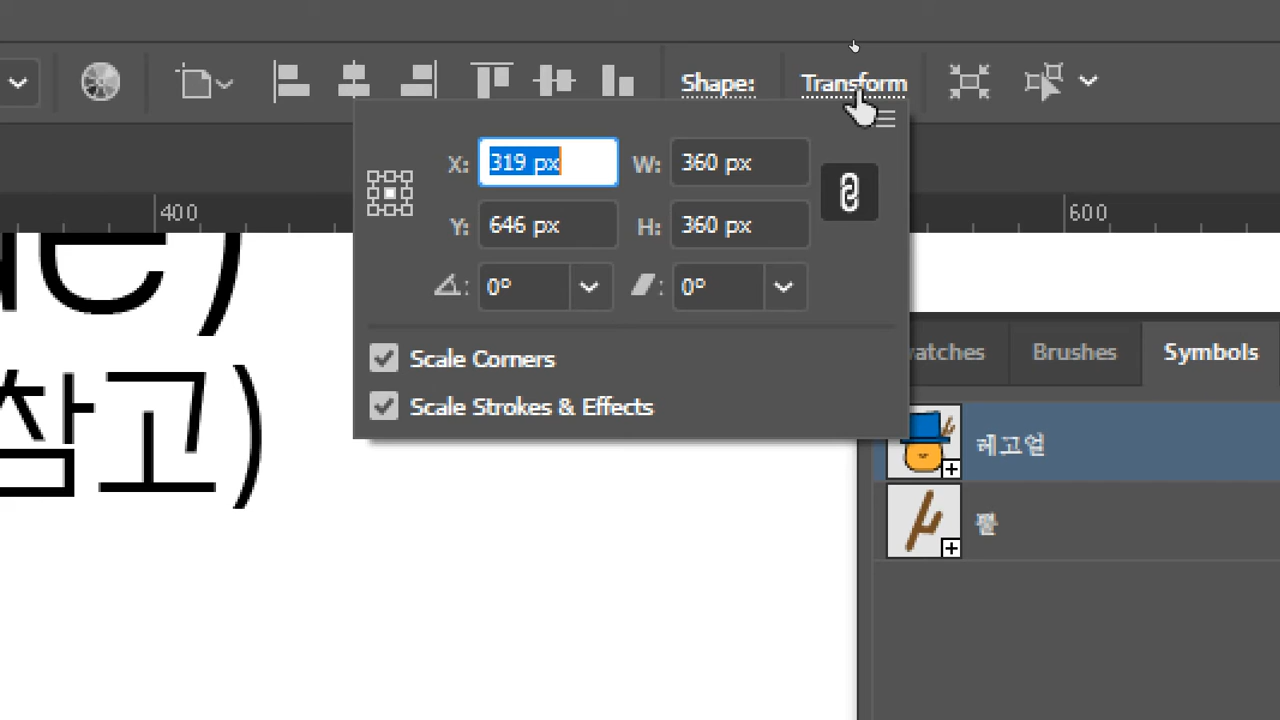 Shape: Transform
X: 319 px W: 360 px
Y: 646 px H: 360 px
0° 0°
Scale Corners
Scale Strokes & Effects
400 600
참고)
watches Brushes Symbols
레고얼
팔